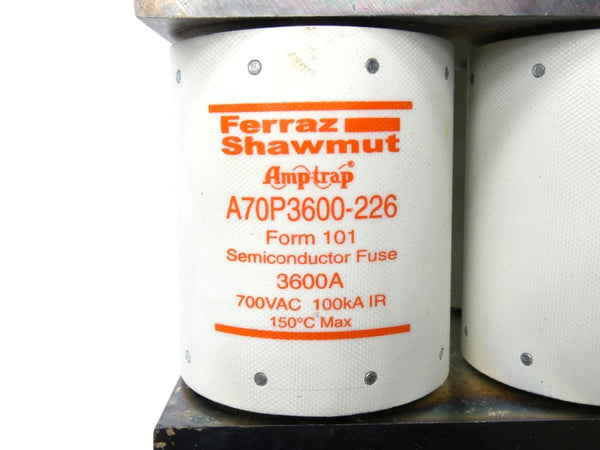 Ferraz
Shawmut
Amp-trap®
A70P3600-226
Form 101
Semiconductor Fuse
3600A
700VAC 100kA IR
150°C Max